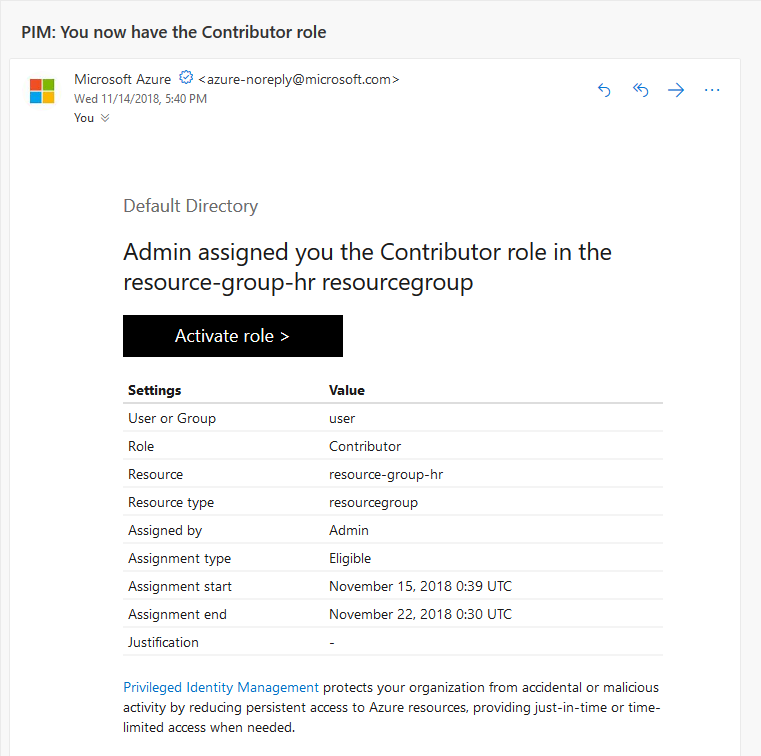 PIM: You now have the Contributor role
Microsoft Azure <azure-noreply@microsoft.com>
Wed 11/14/2018, 5:40 PM
You
Default Directory
Admin assigned you the Contributor role in the
resource-group-hr resourcegroup
Activate role >
Settings Value
User or Group user
Role Contributor
Resource resource-group-hr
Resource type resourcegroup
Assigned by Admin
Assignment type Eligible
Assignment start November 15, 2018 0:39 UTC
Assignment end November 22, 2018 0:30 UTC
Justification -
Privileged Identity Management protects your organization from accidental or malicious
activity by reducing persistent access to Azure resources, providing just-in-time or time-
limited access when needed.